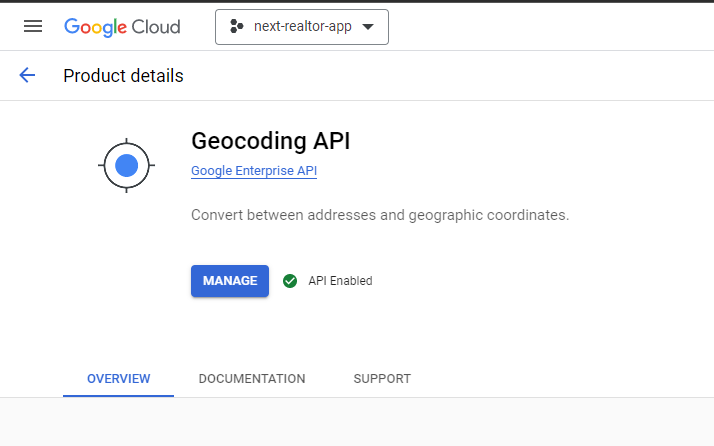 Google Cloud
next-realtor-app
Product details
Geocoding API
Google Enterprise API
Convert between addresses and geographic coordinates.
MANAGE
API Enabled
OVERVIEW
DOCUMENTATION
SUPPORT